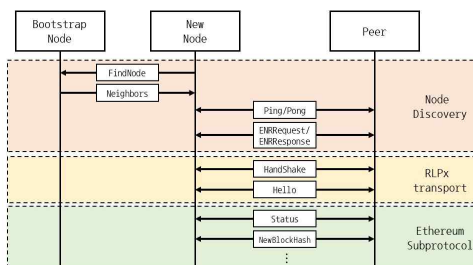 Bootstrap
Node
New
Node
Peer
FindNode
Neighbors
Ping/Pong
ENRRequest/
ENRResponse
Node
Discovery
HandShake
Hello
RLPx
transport
Status
NewBlockHash
Ethereum
Subprotocol
⋮